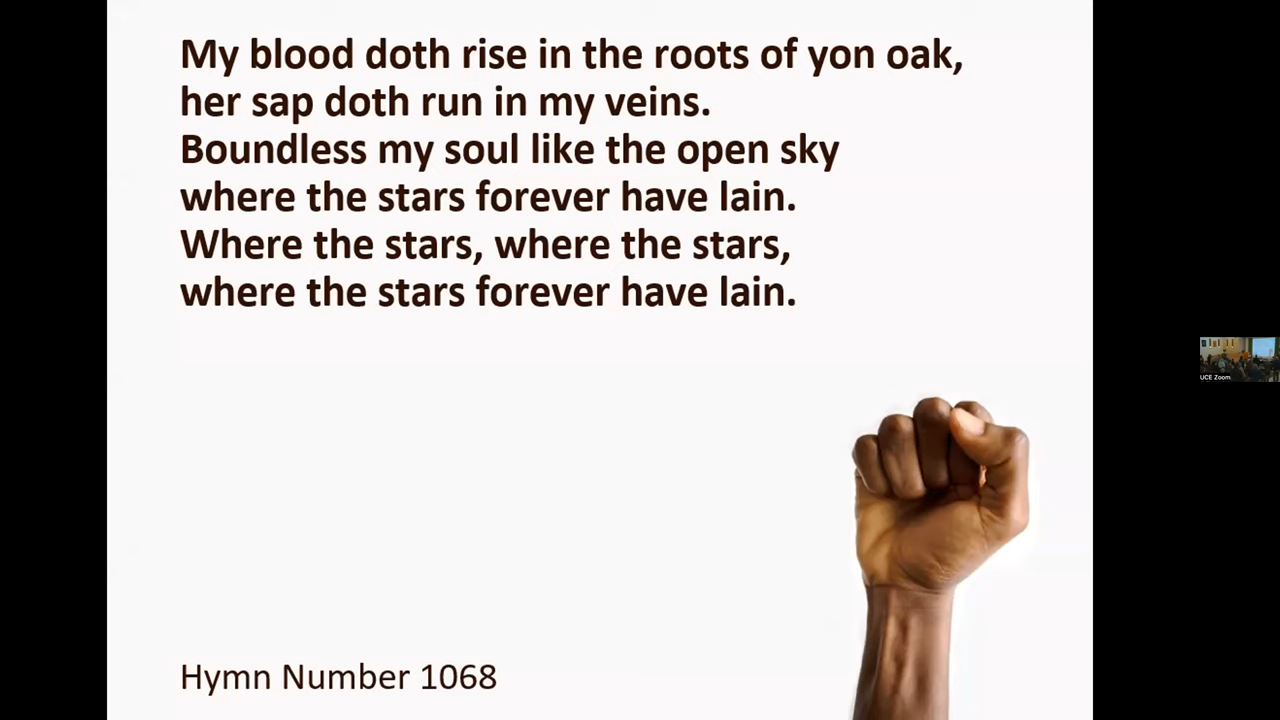 My blood doth rise in the roots of yon oak,
her sap doth run in my veins.
Boundless my soul like the open sky
where the stars forever have lain.
Where the stars, where the stars,
where the stars forever have lain.
UCE Zoom
Hymn Number 1068